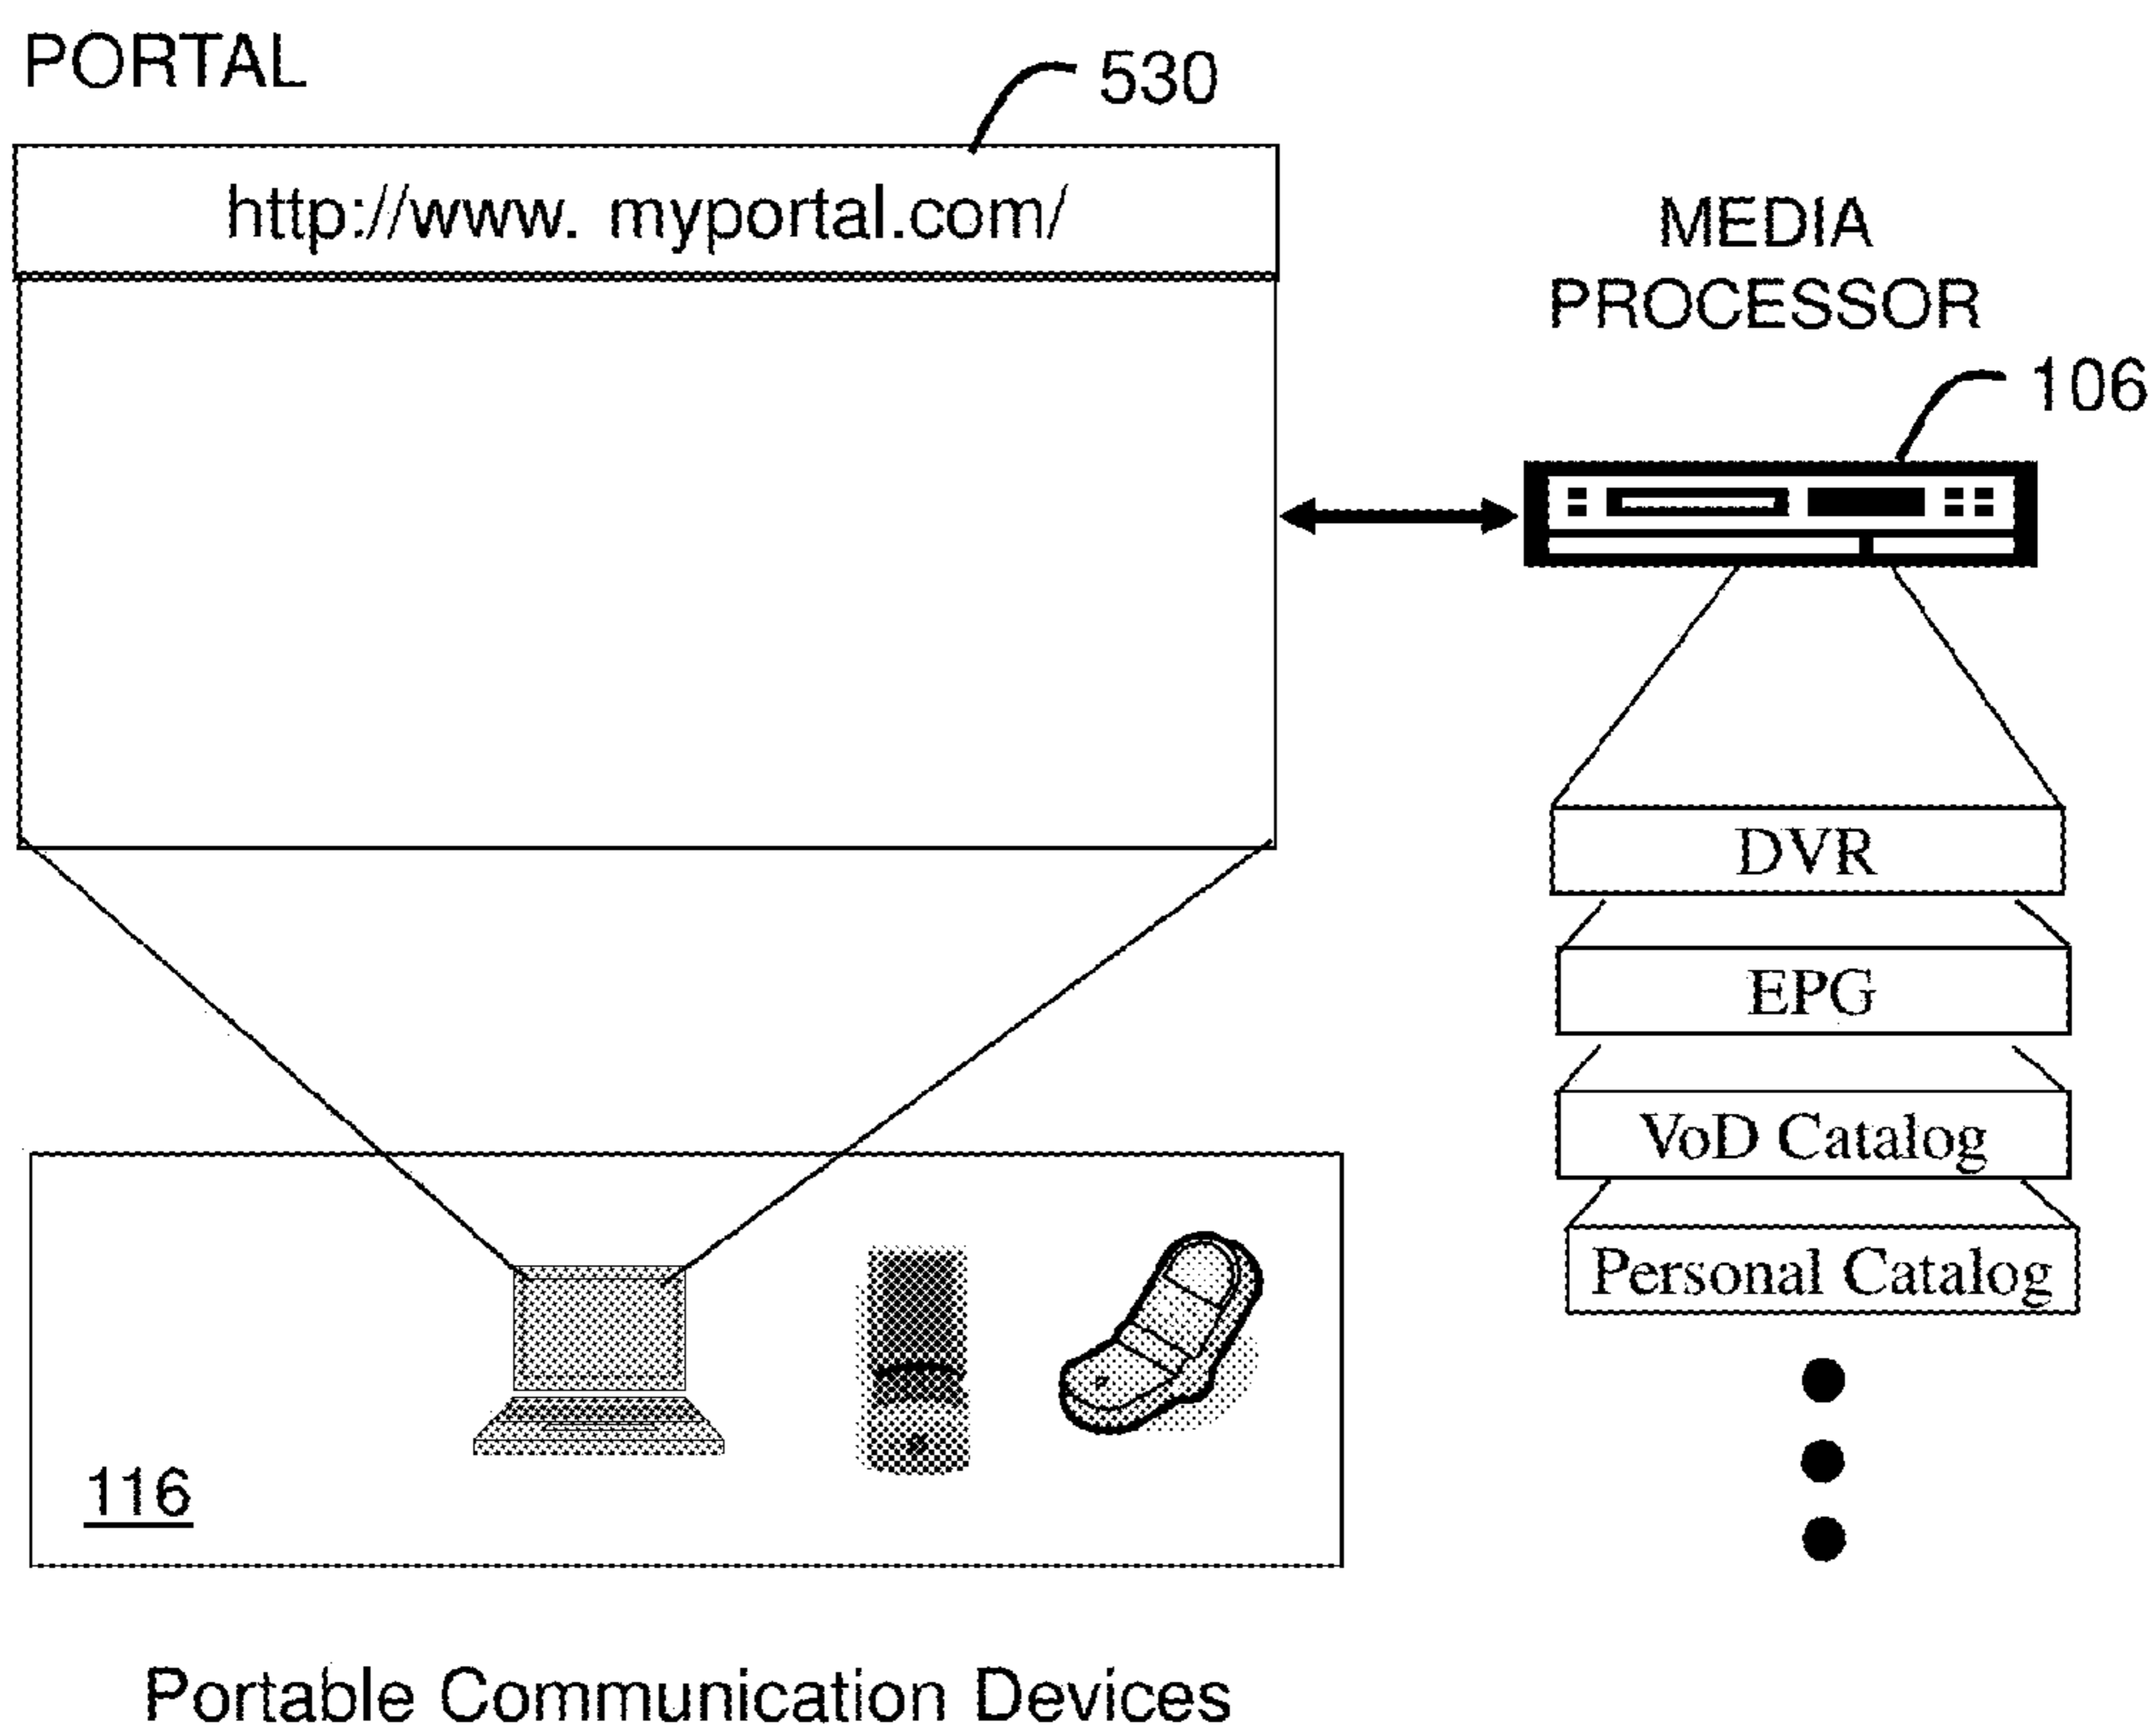 PORTAL
530
http://www. myportal.com/
MEDIA
PROCESSOR
106
DVR
EPG
VoD Catalog
Personal Catalog
116
Portable Communication Devices